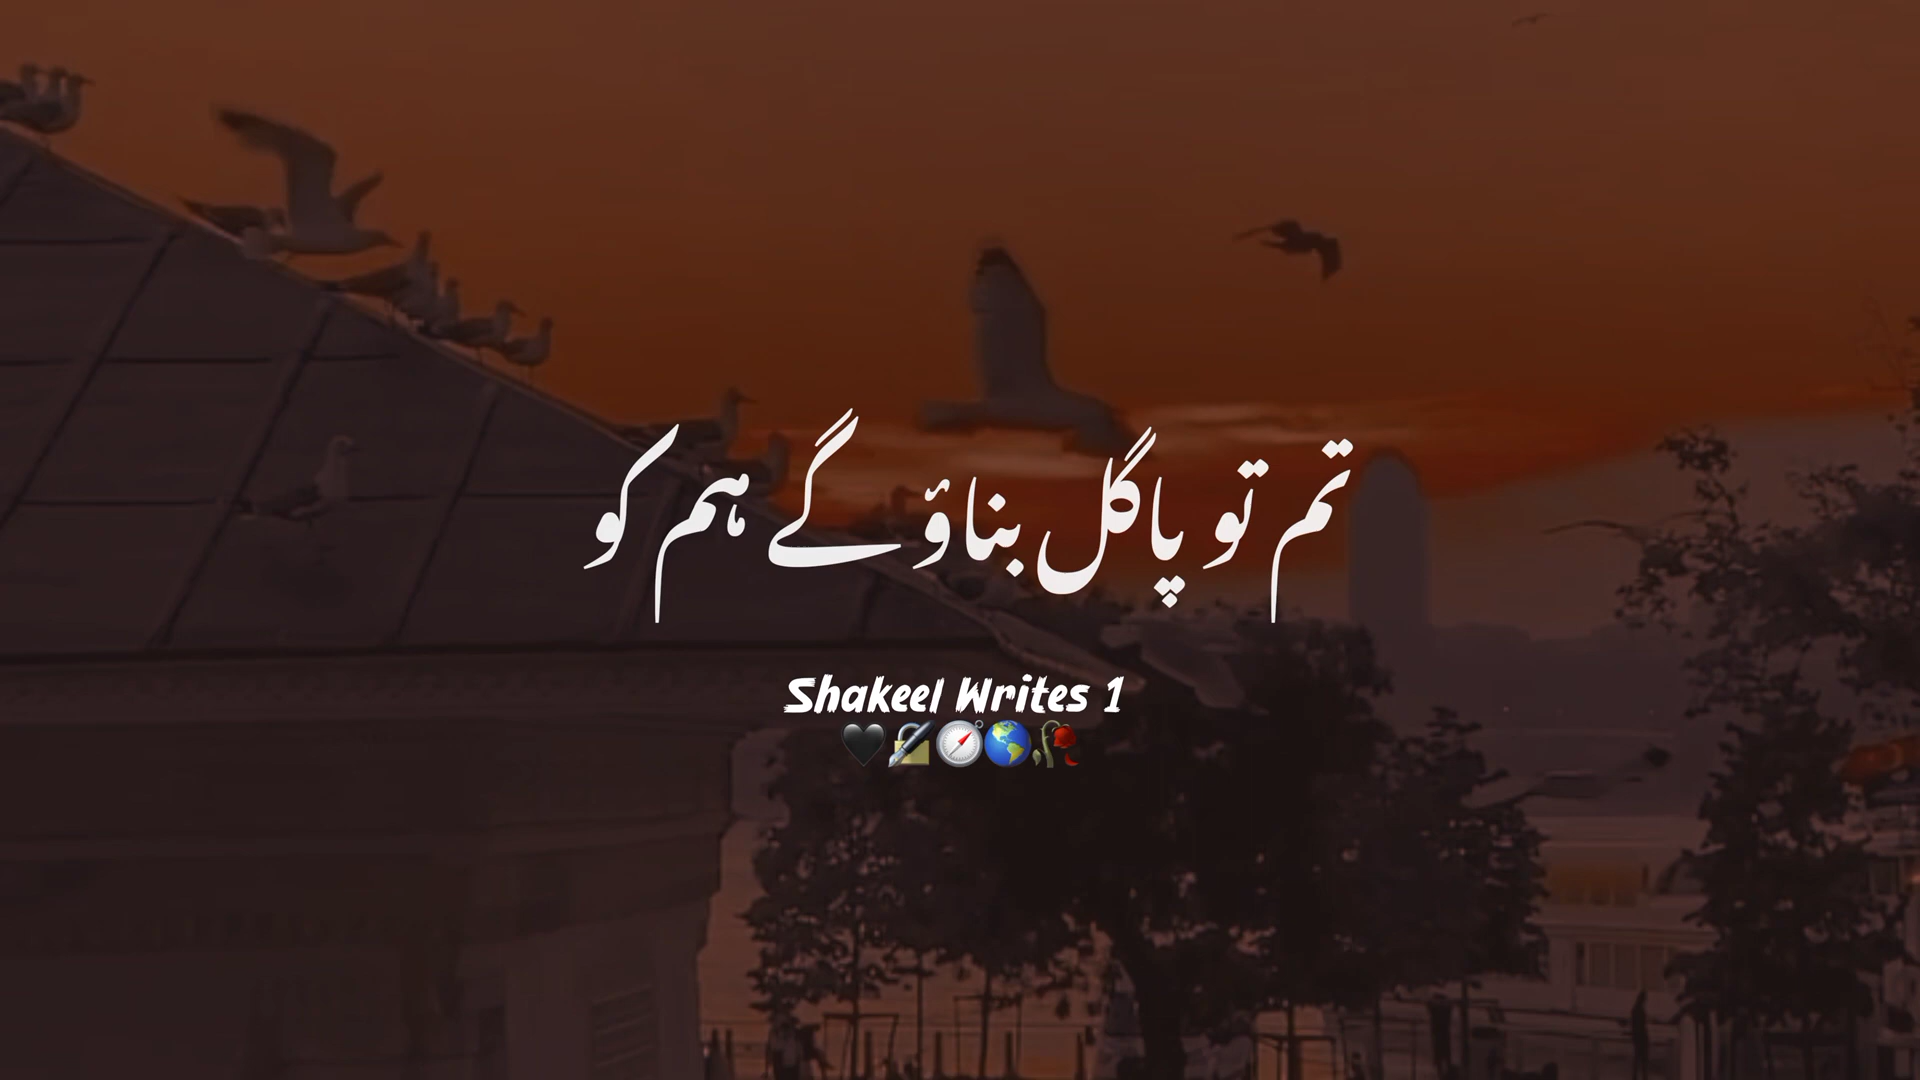 تم تو پاگل بناؤ گے ہم کو
Shakeel Writes 1
🖤🔏🧭🌎🥀